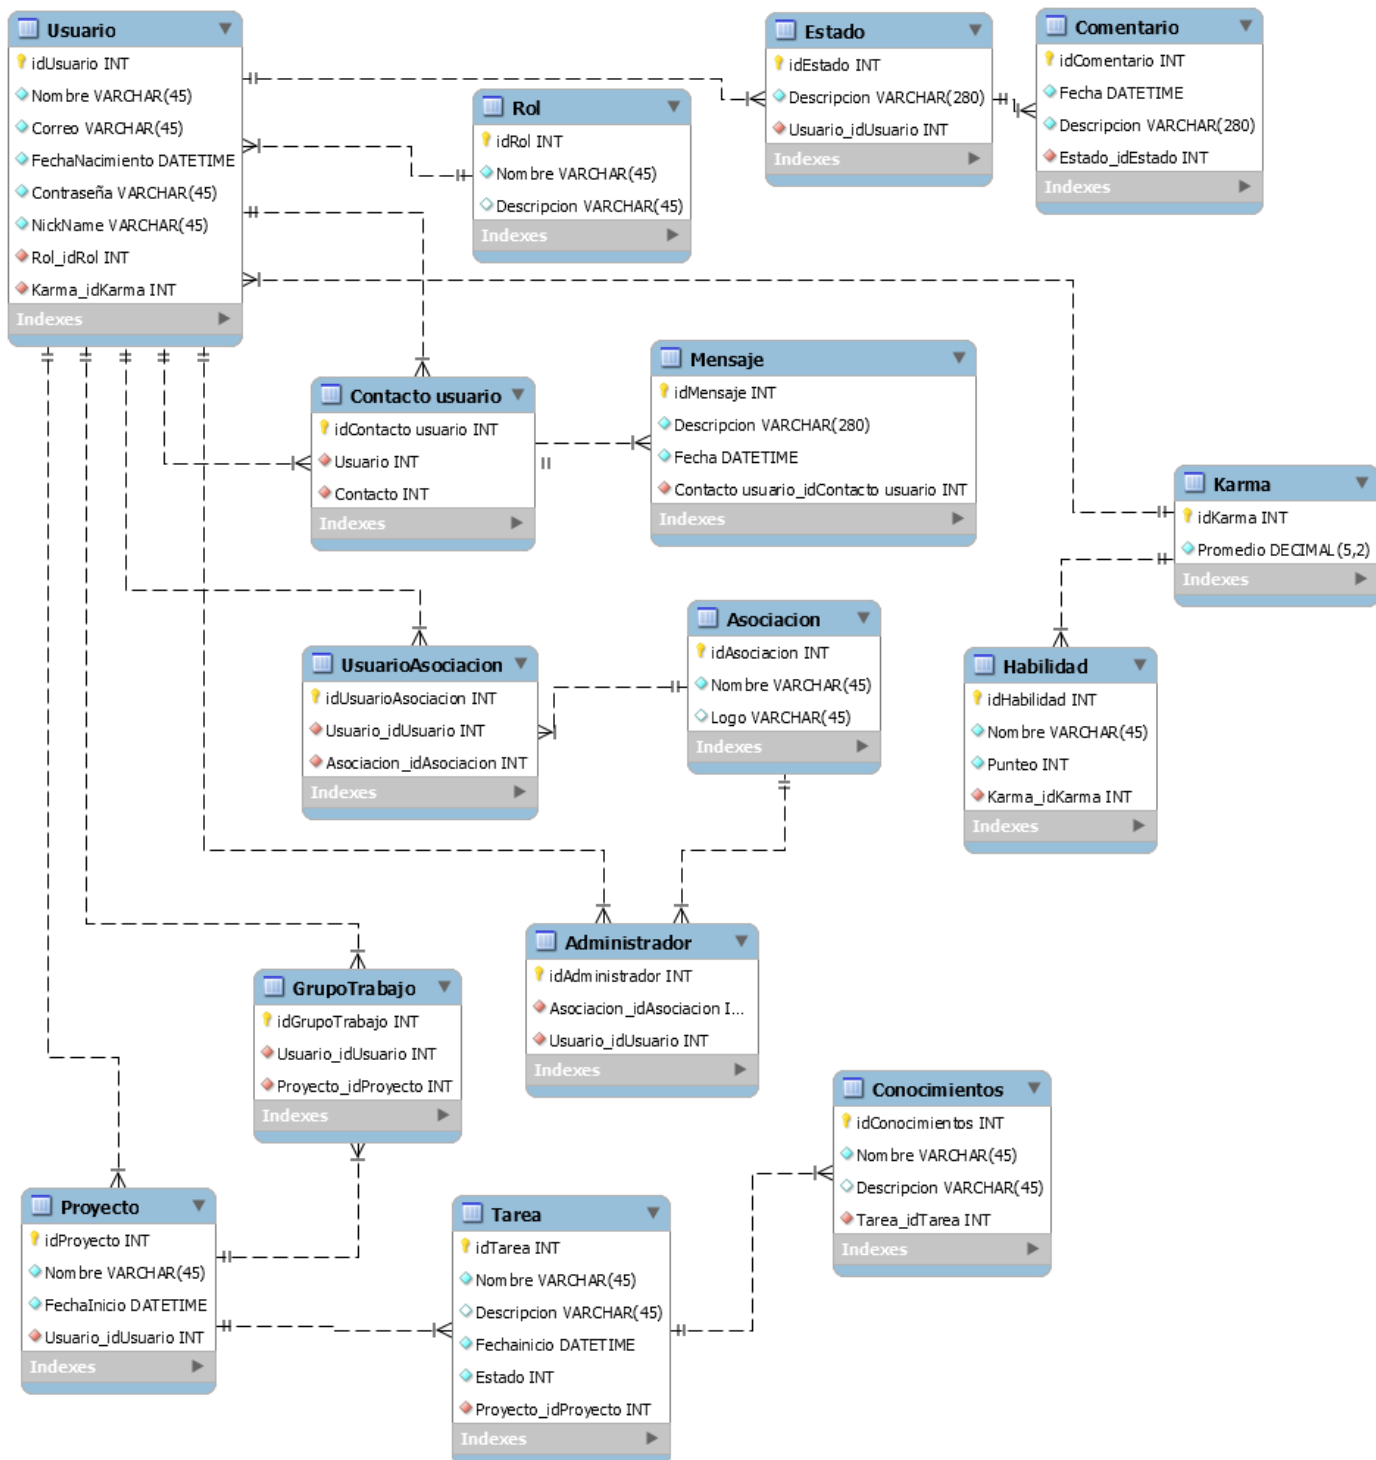 Usuario
idUsuario INT
Nombre VARCHAR(45)
Correo VARCHAR(45)
FechaNacimiento DATETIME
Contraseña VARCHAR(45)
NickName VARCHAR(45)
Rol_idRol INT
Karma_idKarma INT
Indexes
Rol
idRol INT
Nombre VARCHAR(45)
Descripcion VARCHAR(45)
Indexes
Estado
idEstado INT
Descripcion VARCHAR(280)
Usuario_idUsuario INT
Indexes
Comentario
idComentario INT
Fecha DATETIME
Descripcion VARCHAR(280)
Estado_idEstado INT
Indexes
Contacto usuario
idContacto usuario INT
Usuario INT
Contacto INT
Indexes
Mensaje
idMensaje INT
Descripcion VARCHAR(280)
Fecha DATETIME
Contacto usuario_idContacto usuario INT
Indexes
Karma
idKarma INT
Promedio DECIMAL(5,2)
Indexes
UsuarioAsociacion
idUsuarioAsociacion INT
Usuario_idUsuario INT
Asociacion_idAsociacion INT
Indexes
Asociacion
idAsociacion INT
Nombre VARCHAR(45)
Logo VARCHAR(45)
Indexes
Habilidad
idHabilidad INT
Nombre VARCHAR(45)
Punteo INT
Karma_idKarma INT
Indexes
Administrador
idAdministrador INT
Asociacion_idAsociacion I...
Usuario_idUsuario INT
Indexes
GrupoTrabajo
idGrupoTrabajo INT
Usuario_idUsuario INT
Proyecto_idProyecto INT
Indexes
Conocimientos
idConocimientos INT
Nombre VARCHAR(45)
Descripcion VARCHAR(45)
Tarea_idTarea INT
Indexes
Proyecto
idProyecto INT
Nombre VARCHAR(45)
FechaInicio DATETIME
Usuario_idUsuario INT
Indexes
Tarea
idTarea INT
Nombre VARCHAR(45)
Descripcion VARCHAR(45)
Fechainicio DATETIME
Estado INT
Proyecto_idProyecto INT
Indexes